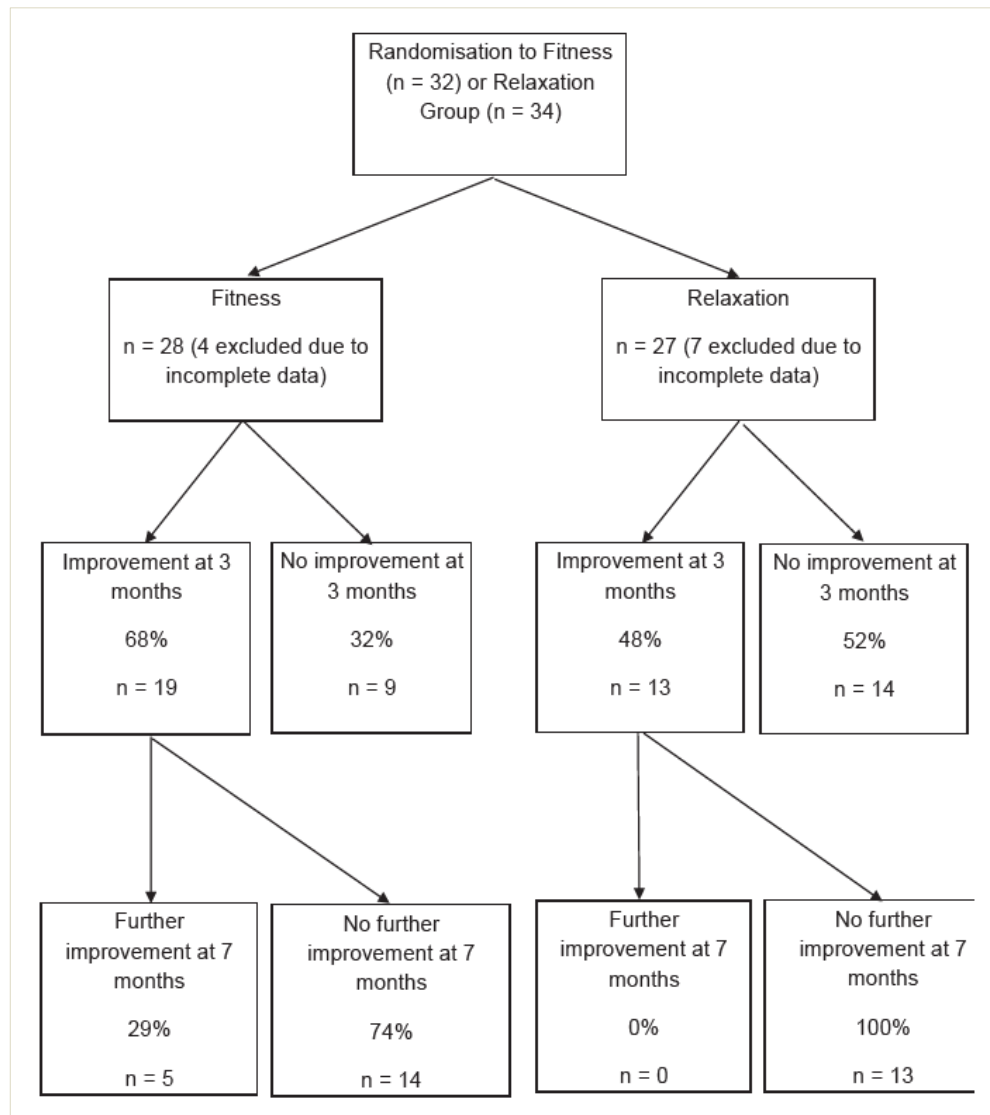 Randomisation to Fitness
(n = 32) or Relaxation
Group (n = 34)
Fitness
n = 28 (4 excluded due to
incomplete data)
Relaxation
n = 27 (7 excluded due to
incomplete data)
Improvement at 3
months
68%
n = 19
No improvement at
3 months
32%
n = 9
Improvement at 3
months
48%
n = 13
No improvement at
3 months
52%
n = 14
Further
improvement at 7
months
29%
n = 5
No further
improvement at 7
months
74%
n = 14
Further
improvement at 7
months
0%
n = 0
No further
improvement at 7
months
100%
n = 13